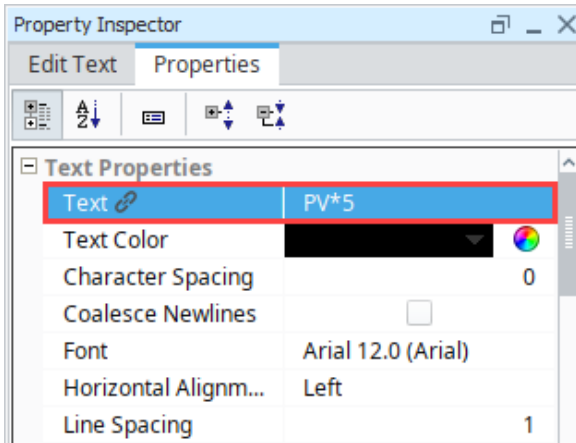 Property Inspector
Edit Text Properties
Text Properties
Text PV*5
Text Color
Character Spacing 0
Coalesce Newlines
Font Arial 12.0 (Arial)
Horizontal Alignm... Left
Line Spacing 1